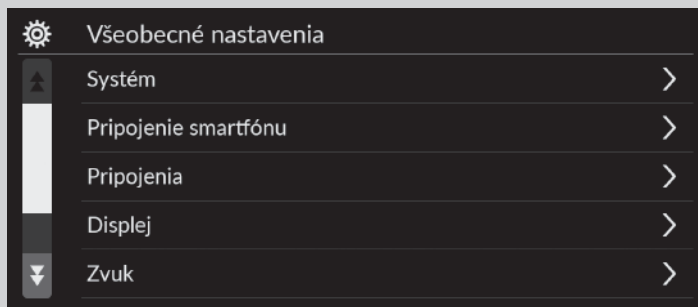 Všeobecné nastavenia
Systém
Pripojenie smartfónu
Pripojenia
Displej
Zvuk